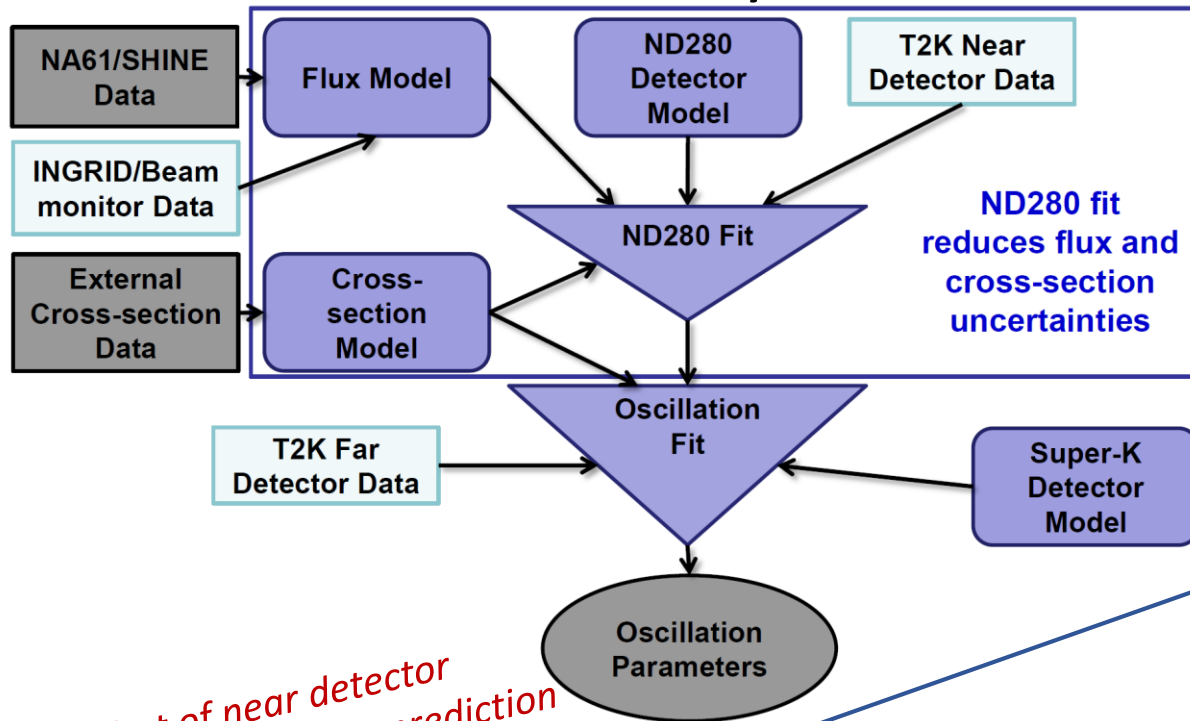 NA61/SHINE
Data
Flux Model
ND280
Detector
Model
T2K Near
Detector Data
INGRID/Beam
monitor Data
ND280 Fit
ND280 fit
reduces flux and
cross-section
uncertainties
External
Cross-section
Data
Cross-
section
Model
Oscillation
Fit
T2K Far
Detector Data
Super-K
Detector
Model
Oscillation
Parameters
of near detector
prediction